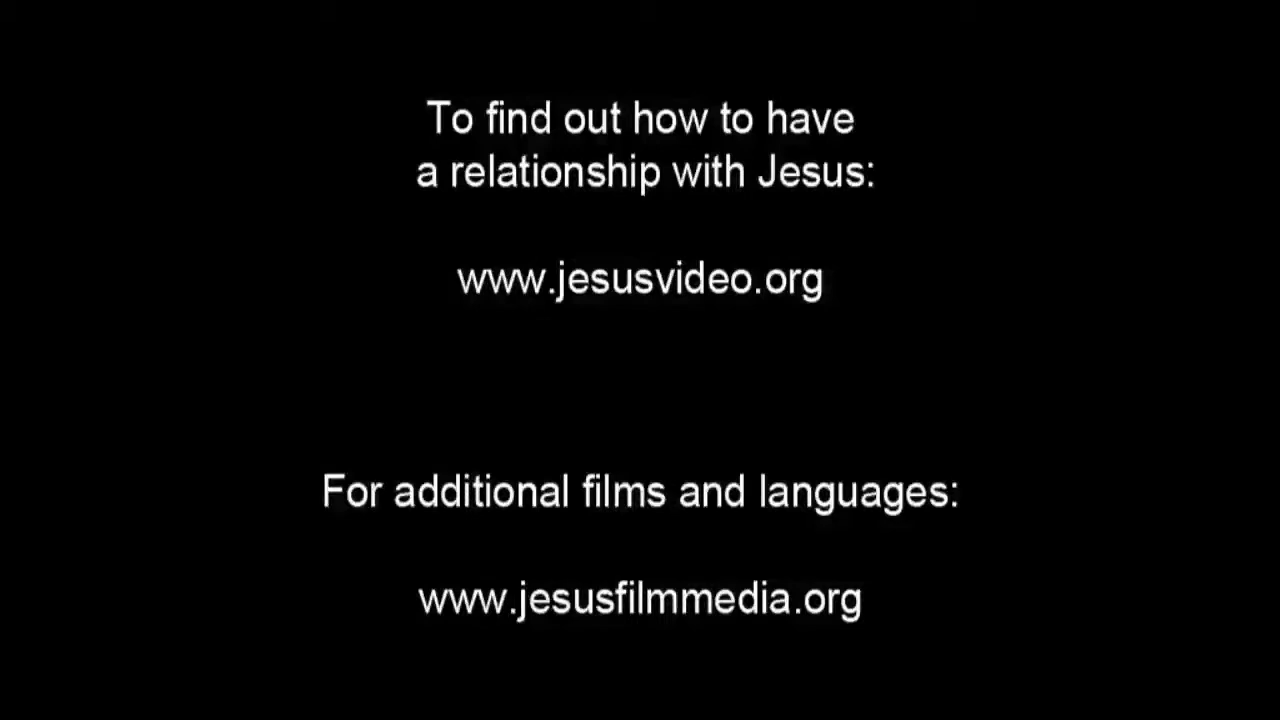 To find out how to have
a relationship with Jesus:
www.jesusvideo.org
For additional films and languages:
www.jesusfilmmedia.org